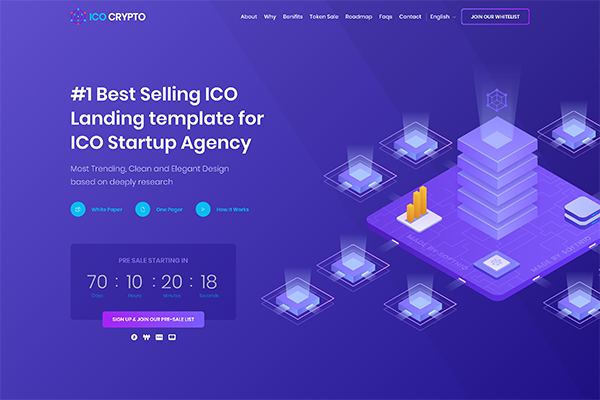 ICO CRYPTO
About Why Benifits Token Sale Roadmap Faqs Contact English JOIN OUR WHITELIST
#1 Best Selling ICO
Landing template for
ICO Startup Agency
Most Trending, Clean and Elegant Design
based on deeply research
White Paper One Pager How it Works
PRE SALE STARTING IN
70 : 10 : 20 : 18
Days Hours Minutes Seconds
SIGN UP & JOIN OUR PRE-SALE LIST
MADE BY SOFTNIO
MADE BY SOFTNIO